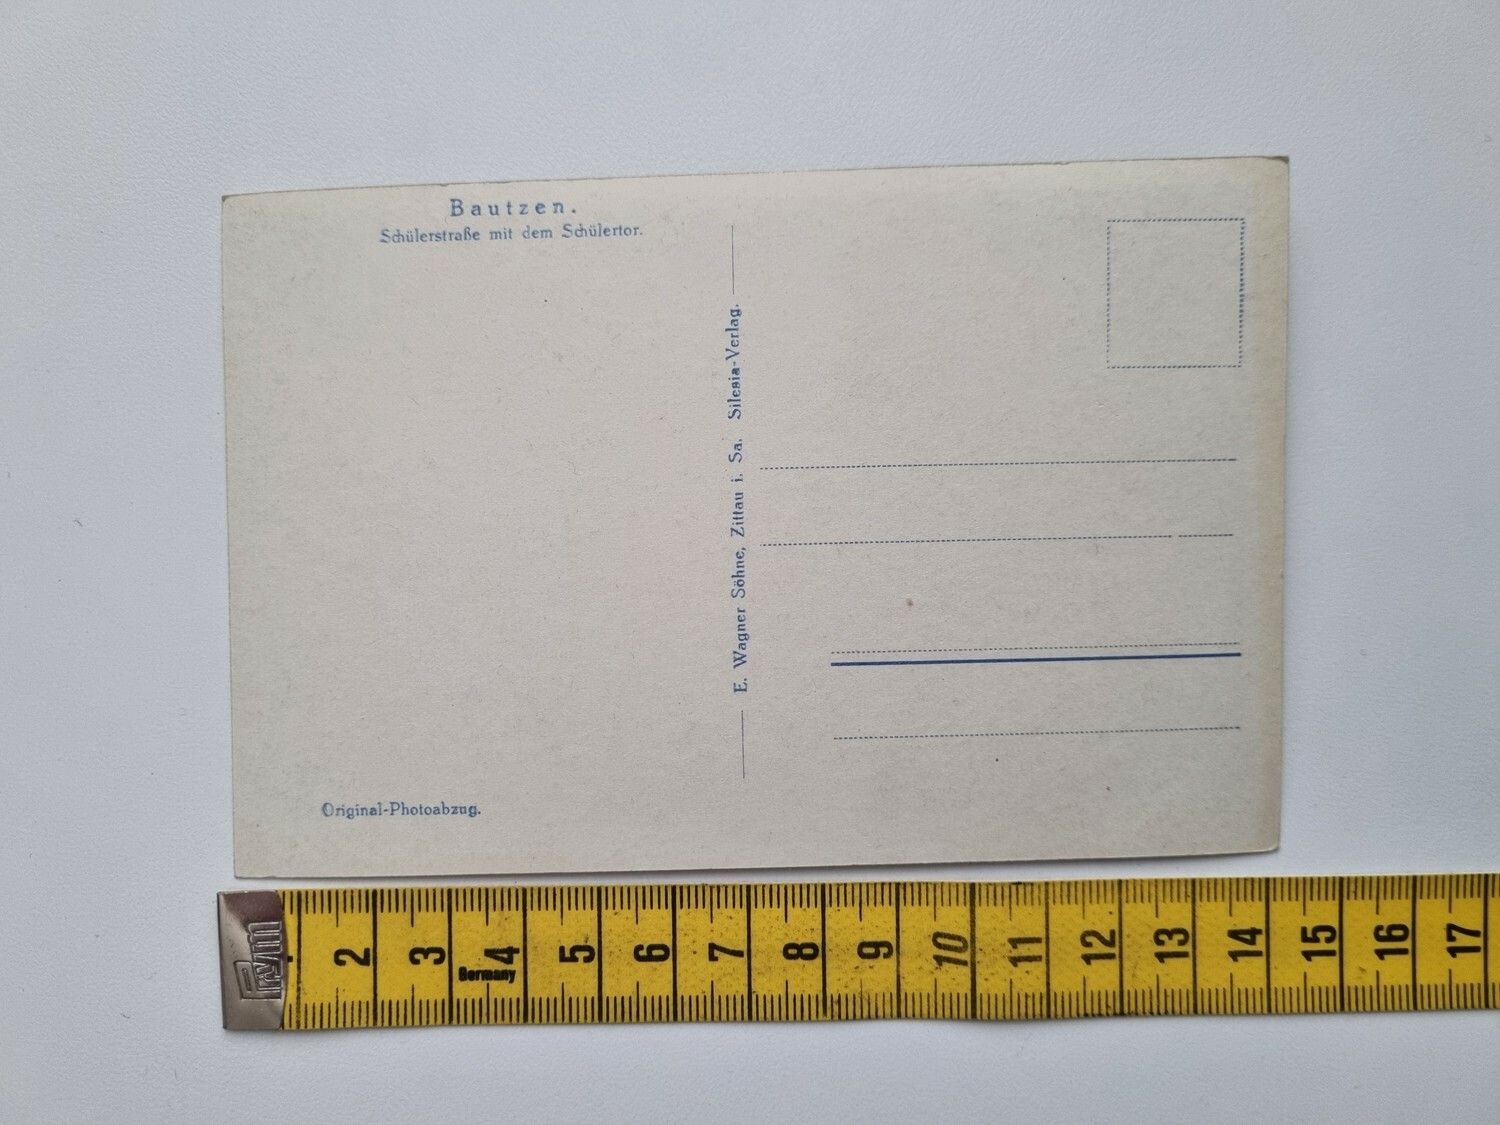 Bautzen.
Schülerstraße mit dem Schülertor.
E. Wagner Söhne, Zittau i. Sa. Silesia-Verlag.
Original-Photoabzug.
Prym
2 3 4 5 6 7 8 9 10 11 12 13 14 15 16 17
Germany